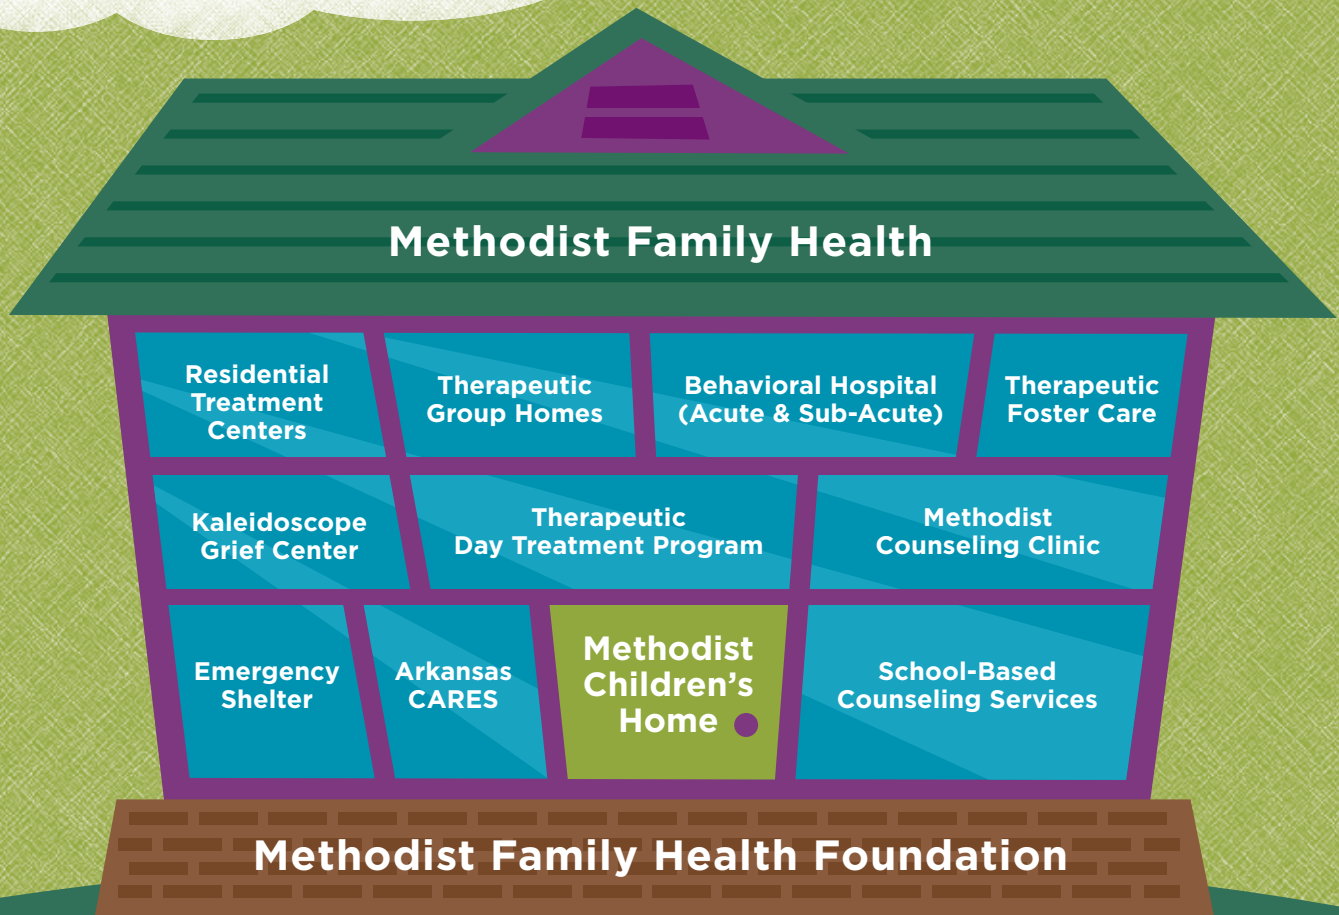 Methodist Family Health
Residential
Treatment
Centers
Therapeutic
Group Homes
Behavioral Hospital
(Acute & Sub-Acute)
Therapeutic
Foster Care
Kaleidoscope
Grief Center
Therapeutic
Day Treatment Program
Methodist
Counseling Clinic
Emergency
Shelter
Arkansas
CARES
Methodist
Children’s
Home
School-Based
Counseling Services
Methodist Family Health Foundation